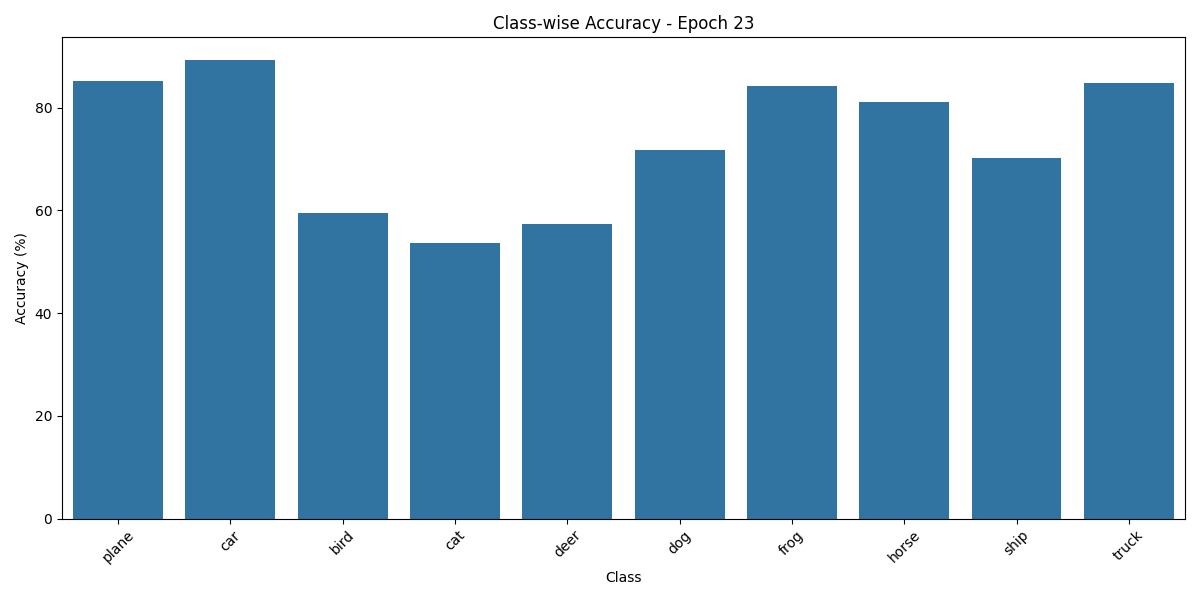 Class-wise Accuracy - Epoch 23
Accuracy (%)
80
60
40
20
0
plane car bird cat deer dog frog horse ship truck
Class